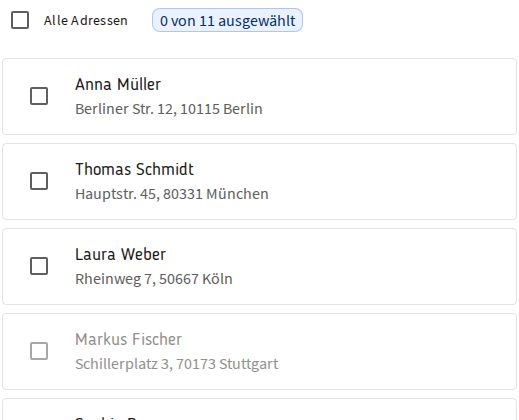 Alle Adressen
0 von 11 ausgewählt
Anna Müller
Berliner Str. 12, 10115 Berlin
Thomas Schmidt
Hauptstr. 45, 80331 München
Laura Weber
Rheinweg 7, 50667 Köln
Markus Fischer
Schillerplatz 3, 70173 Stuttgart